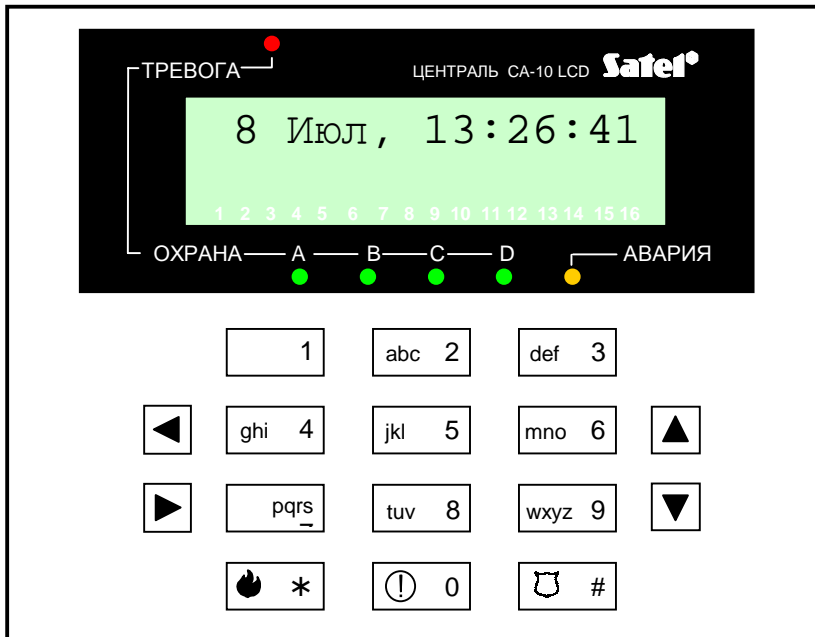 ТРЕВОГА
ЦЕНТРАЛЬ CA-10 LCD Satel
8 Июл, 13:26:41
1 2 3 4 5 6 7 8 9 10 11 12 13 14 15 16
ОХРАНА A B C D АВАРИЯ
1 abc 2 def 3
ghi 4 jkl 5 mno 6
pqrs tuv 8 wxyz 9
* 0 #